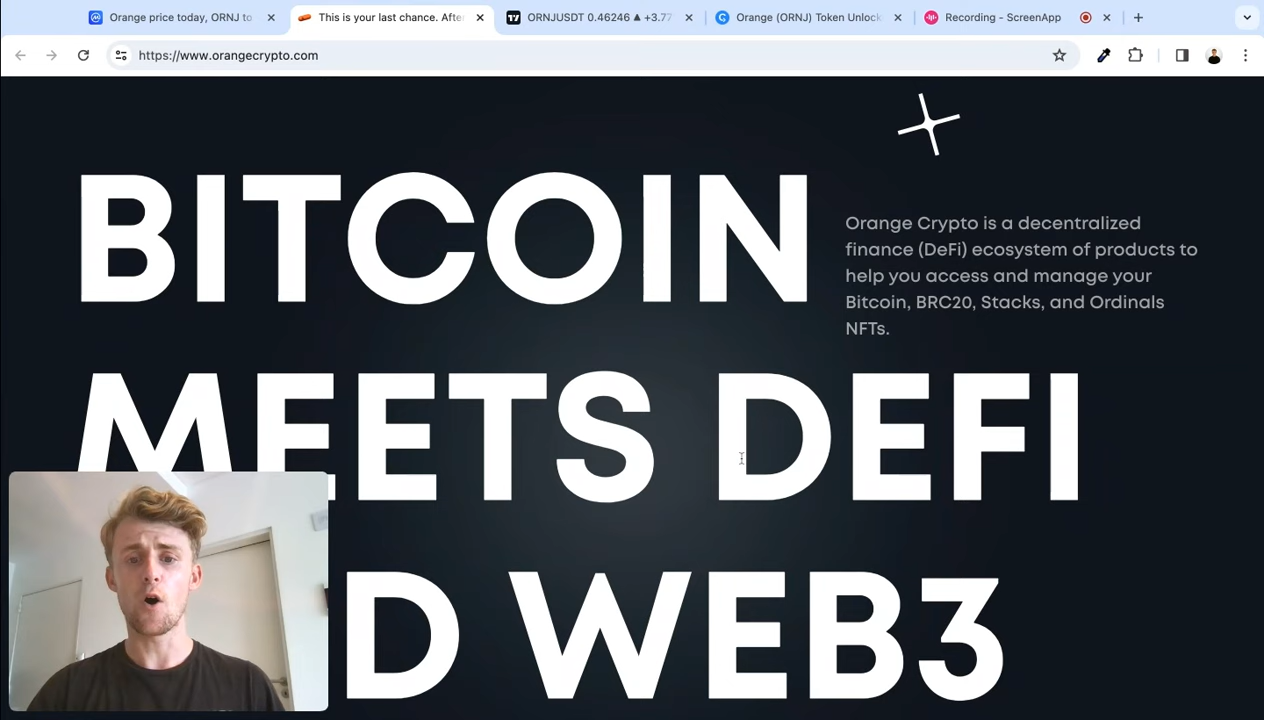 Orange price today, ORNJ to
This is your last chance. After
ORNJUSDT 0.46246 ▲ +3.77
Orange (ORNJ) Token Unlock
Recording - ScreenApp
https://www.orangecrypto.com
BITCOIN
Orange Crypto is a decentralized
finance (DeFi) ecosystem of products to
help you access and manage your
Bitcoin, BRC20, Stacks, and Ordinals
NFTs.
MEETS DEFI
D WEB3